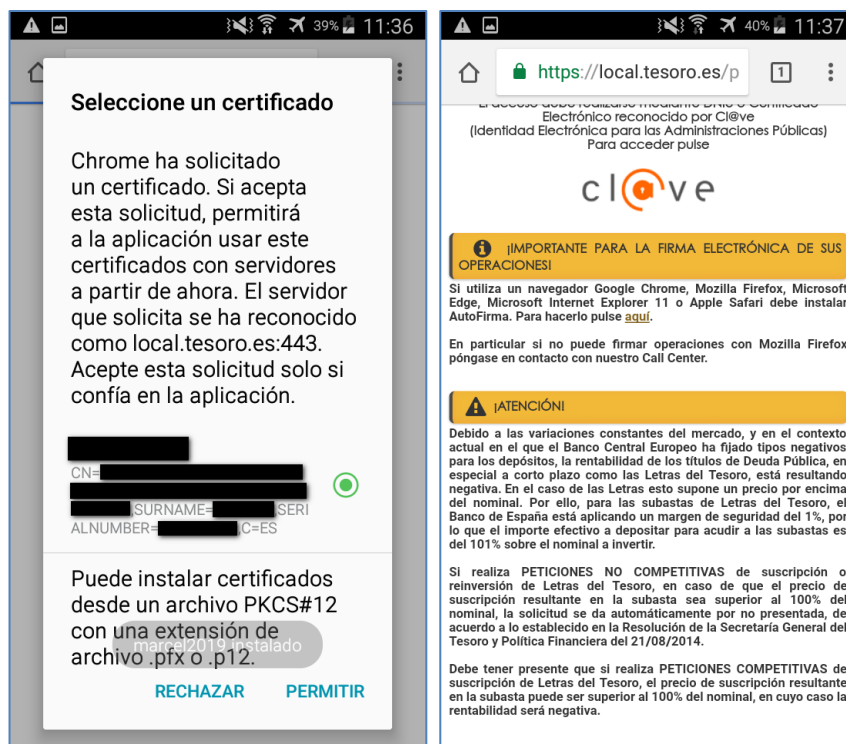 39% 11:36
Seleccione un certificado
Chrome ha solicitado
un certificado. Si acepta
esta solicitud, permitirá
a la aplicación usar este
certificados con servidores
a partir de ahora. El servidor
que solicita se ha reconocido
como local.tesoro.es:443.
Acepte esta solicitud solo si
confía en la aplicación.
CN=
,SURNAME= SERI
ALNUMBER= C=ES
Puede instalar certificados
desde un archivo PKCS#12
con una extensión de
archivo .pfx o .p12.
marcel2019 instalado
RECHAZAR PERMITIR
40% 11:37
https://local.tesoro.es/p 1
El acceso debe realizarse mediante DNIe o Certificado
Electrónico reconocido por Cl@ve
(Identidad Electrónica para las Administraciones Públicas)
Para acceder pulse
cl@ve
¡IMPORTANTE PARA LA FIRMA ELECTRÓNICA DE SUS
OPERACIONES!
Si utiliza un navegador Google Chrome, Mozilla Firefox, Microsoft
Edge, Microsoft Internet Explorer 11 o Apple Safari debe instalar
AutoFirma. Para hacerlo pulse aquí.
En particular si no puede firmar operaciones con Mozilla Firefox
póngase en contacto con nuestro Call Center.
¡ATENCIÓN!
Debido a las variaciones constantes del mercado, y en el contexto
actual en el que el Banco Central Europeo ha fijado tipos negativos
para los depósitos, la rentabilidad de los títulos de Deuda Pública, en
especial a corto plazo como las Letras del Tesoro, está resultando
negativa. En el caso de las Letras esto supone un precio por encima
del nominal. Por ello, para las subastas de Letras del Tesoro, el
Banco de España está aplicando un margen de seguridad del 1%, por
lo que el importe efectivo a depositar para acudir a las subastas es
del 101% sobre el nominal a invertir.
Si realiza PETICIONES NO COMPETITIVAS de suscripción o
reinversión de Letras del Tesoro, en caso de que el precio de
suscripción resultante en la subasta sea superior al 100% del
nominal, la solicitud se da automáticamente por no presentada, de
acuerdo a lo establecido en la Resolución de la Secretaría General del
Tesoro y Política Financiera del 21/08/2014.
Debe tener presente que si realiza PETICIONES COMPETITIVAS de
suscripción de Letras del Tesoro, el precio de suscripción resultante
en la subasta puede ser superior al 100% del nominal, en cuyo caso la
rentabilidad será negativa.